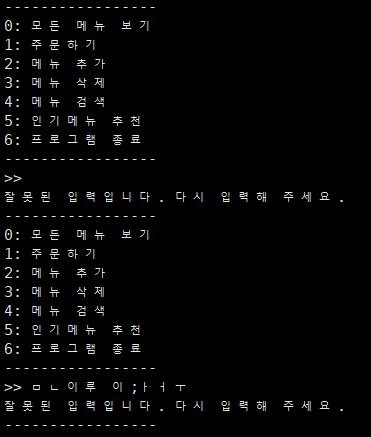 -----------------
0: 모든 메뉴 보기
1: 주문하기
2: 메뉴 추가
3: 메뉴 삭제
4: 메뉴 검색
5: 인기메뉴 추천
6: 프로그램 종료
-----------------
>>
잘못된 입력입니다. 다시 입력해 주세요.
-----------------
0: 모든 메뉴 보기
1: 주문하기
2: 메뉴 추가
3: 메뉴 삭제
4: 메뉴 검색
5: 인기메뉴 추천
6: 프로그램 종료
-----------------
>> ㅁㄴ이루 이;ㅏㅓㅜ
잘못된 입력입니다. 다시 입력해 주세요.
-----------------